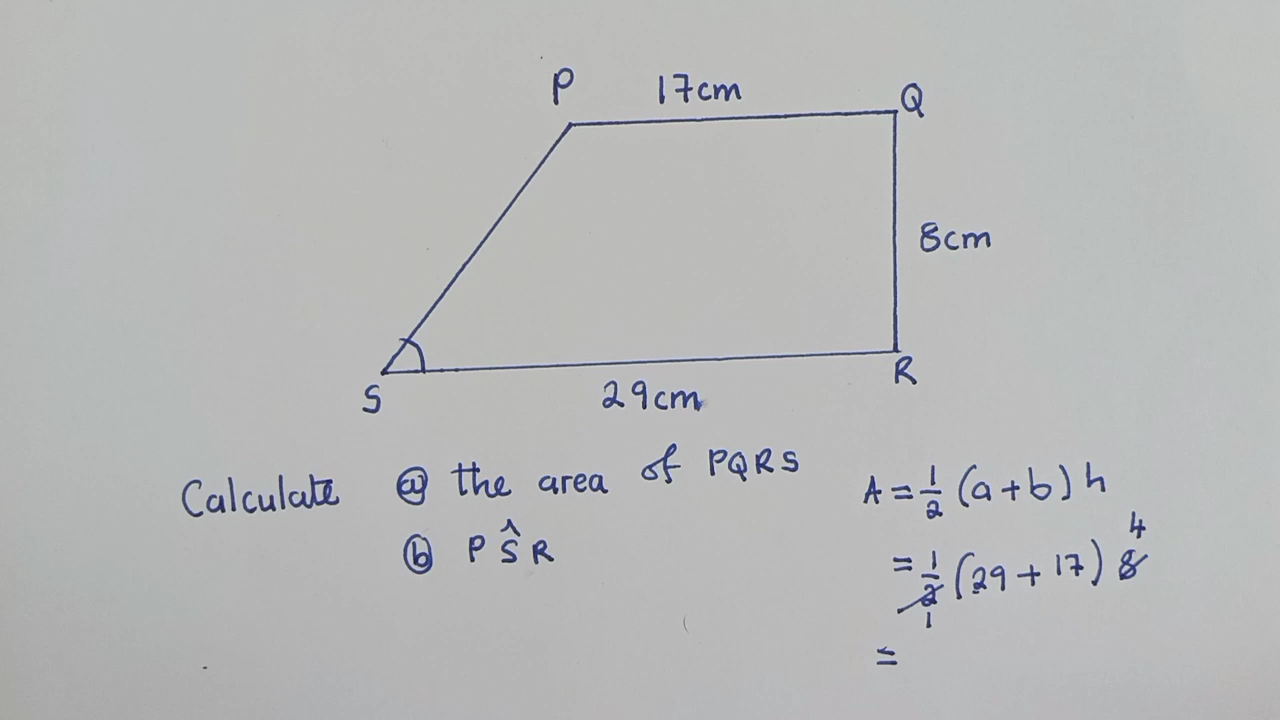 P 17cm Q
8cm
S 29cm R
Calculate ⓐ the area of PQRS
ⓑ PŜR
A = 1/2 (a+b) h
= 1/2 (29 + 17) 8 4
1
=